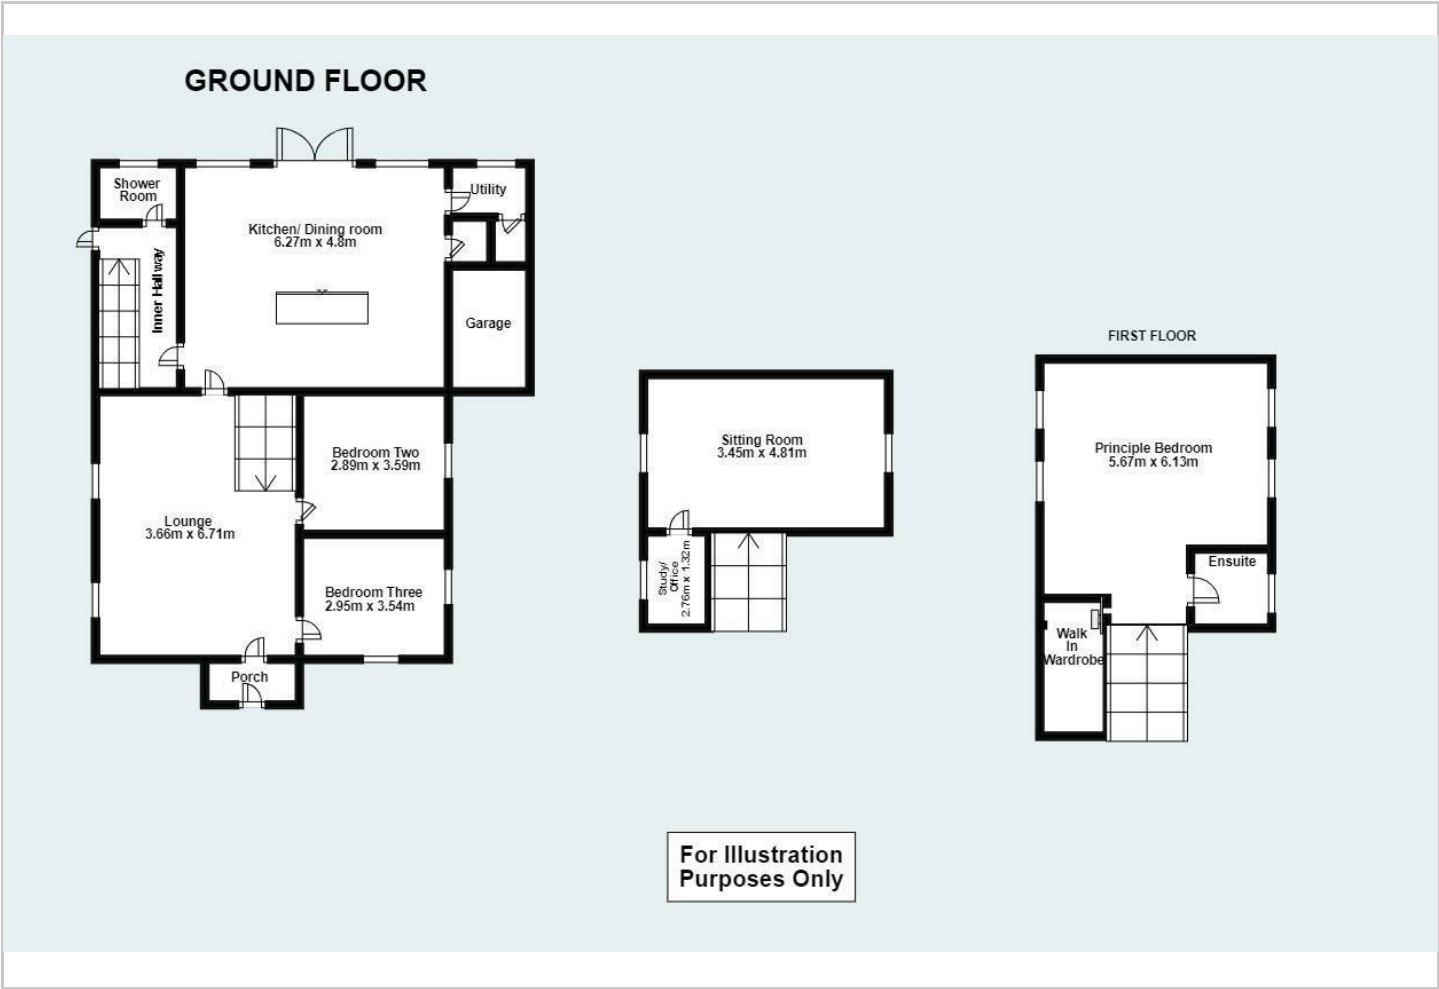 GROUND FLOOR
Shower
Room
Utility
Kitchen/ Dining room
6.27m x 4.8m
Inner Hallway
Garage
Bedroom Two
2.89m x 3.59m
Lounge
3.66m x 6.71m
Bedroom Three
2.95m x 3.54m
Porch
Sitting Room
3.45m x 4.81m
Study/
Office
2.76m x 1.32m
FIRST FLOOR
Principle Bedroom
5.67m x 6.13m
Ensuite
Walk
In
Wardrobe
For Illustration
Purposes Only